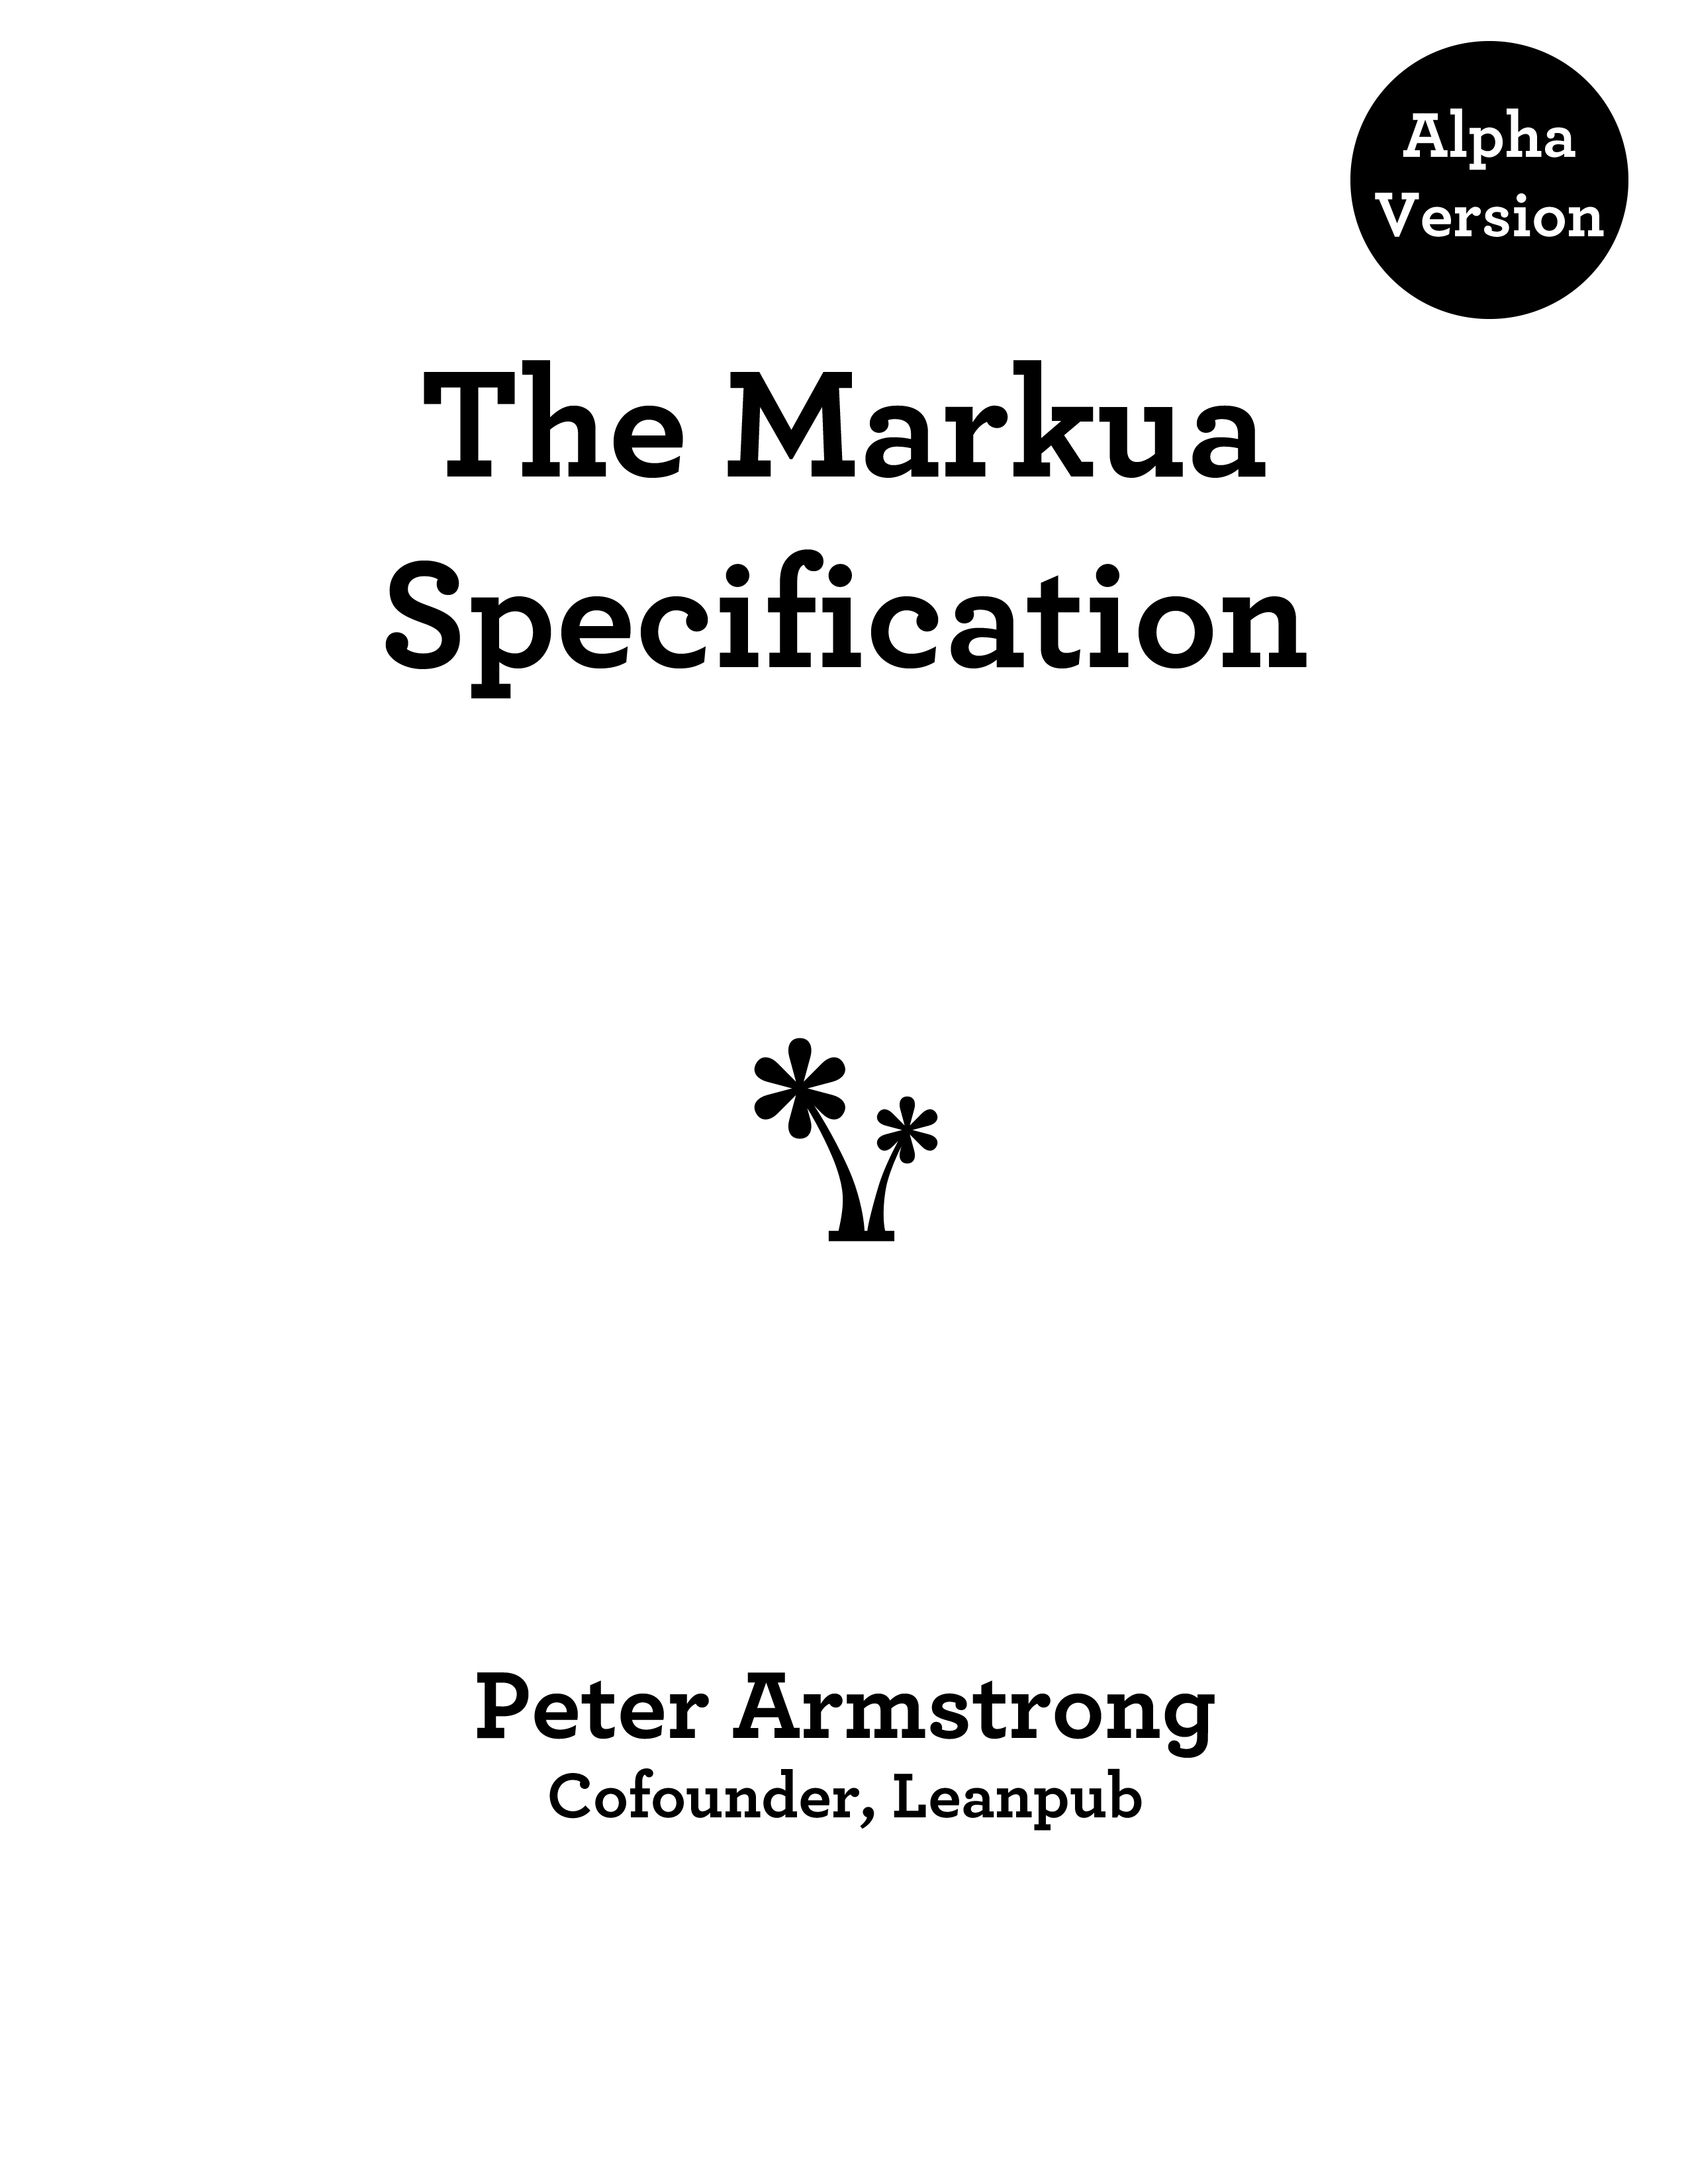 Alpha
Version
The Markua
Specification
Peter Armstrong
Cofounder, Leanpub